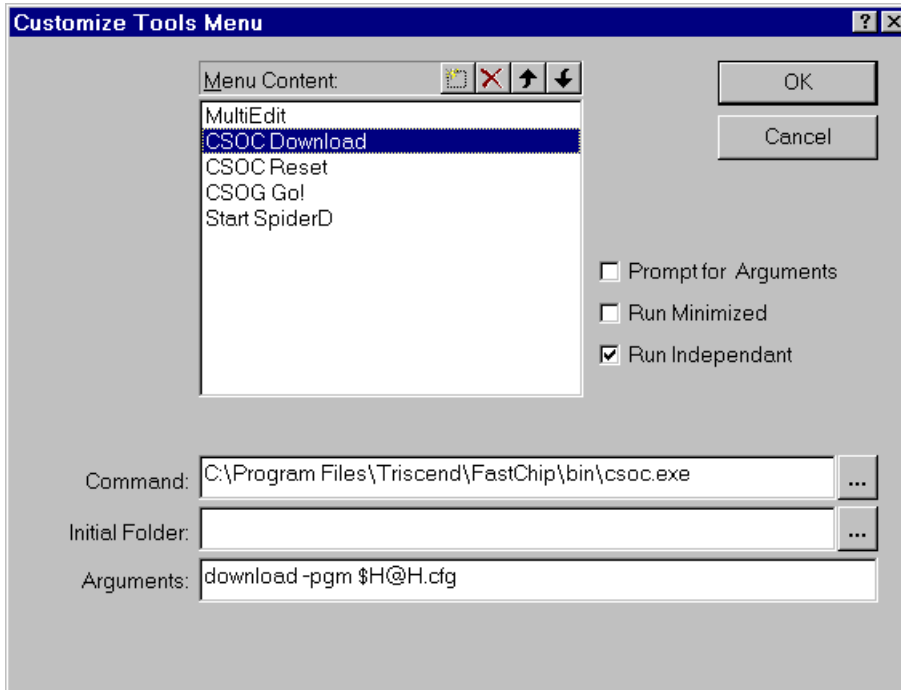 Customize Tools Menu
Menu Content:
OK
MultiEdit
CSOC Download
Cancel
CSOC Reset
CSOG Go!
Start SpiderD
Prompt for Arguments
Run Minimized
Run Independant
Command: C:\Program Files\Triscend\FastChip\bin\csoc.exe ...
Initial Folder: ...
Arguments: download -pgm $H@H.cfg